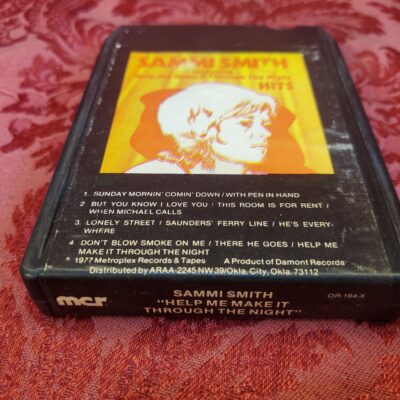 SAMMI SMITH
Help Me Make It Through The Night
HITS
1. SUNDAY MORNIN' COMIN' DOWN / WITH PEN IN HAND
2 BUT YOU KNOW I LOVE YOU / THIS ROOM IS FOR RENT /
WHEN MICHAEL CALLS
3. LONELY STREET / SAUNDERS' FERRY LINE / HE'S EVERY-
WHERE
4 DON'T BLOW SMOKE ON ME / THERE HE GOES / HELP ME
MAKE IT THROUGH THE NIGHT
1977 Metroplex Records & Tapes A Product of Damont Records
Distributed by ARAA-2245 NW 39/Okla. City, Okla. 73112
mcr
SAMMI SMITH
"HELP ME MAKE IT
THROUGH THE NIGHT"
OR-164-X